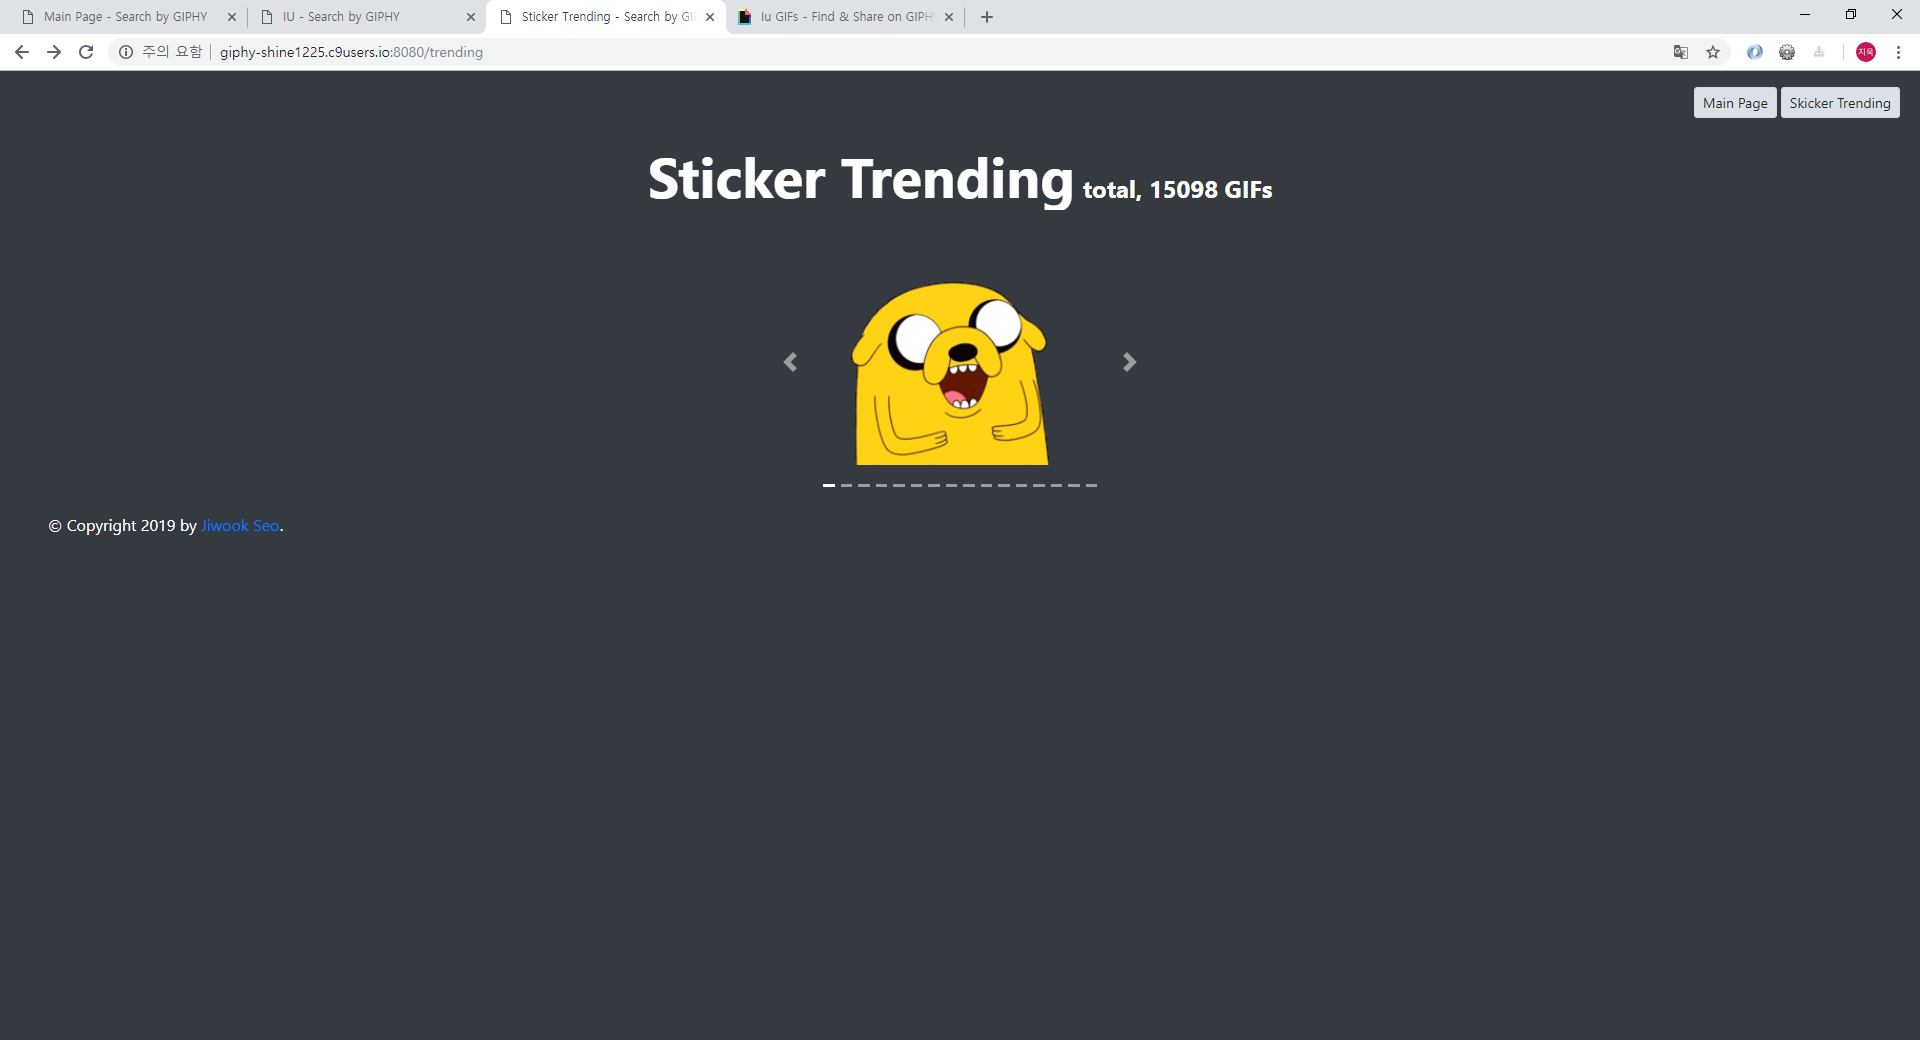 Main Page - Search by GIPHY
IU - Search by GIPHY
Sticker Trending - Search by GI
Iu GIFs - Find & Share on GIPH
주의 요함
giphy-shine1225.c9users.io:8080/trending
지욱
Main Page
Skicker Trending
Sticker Trending total, 15098 GIFs
© Copyright 2019 by Jiwook Seo.